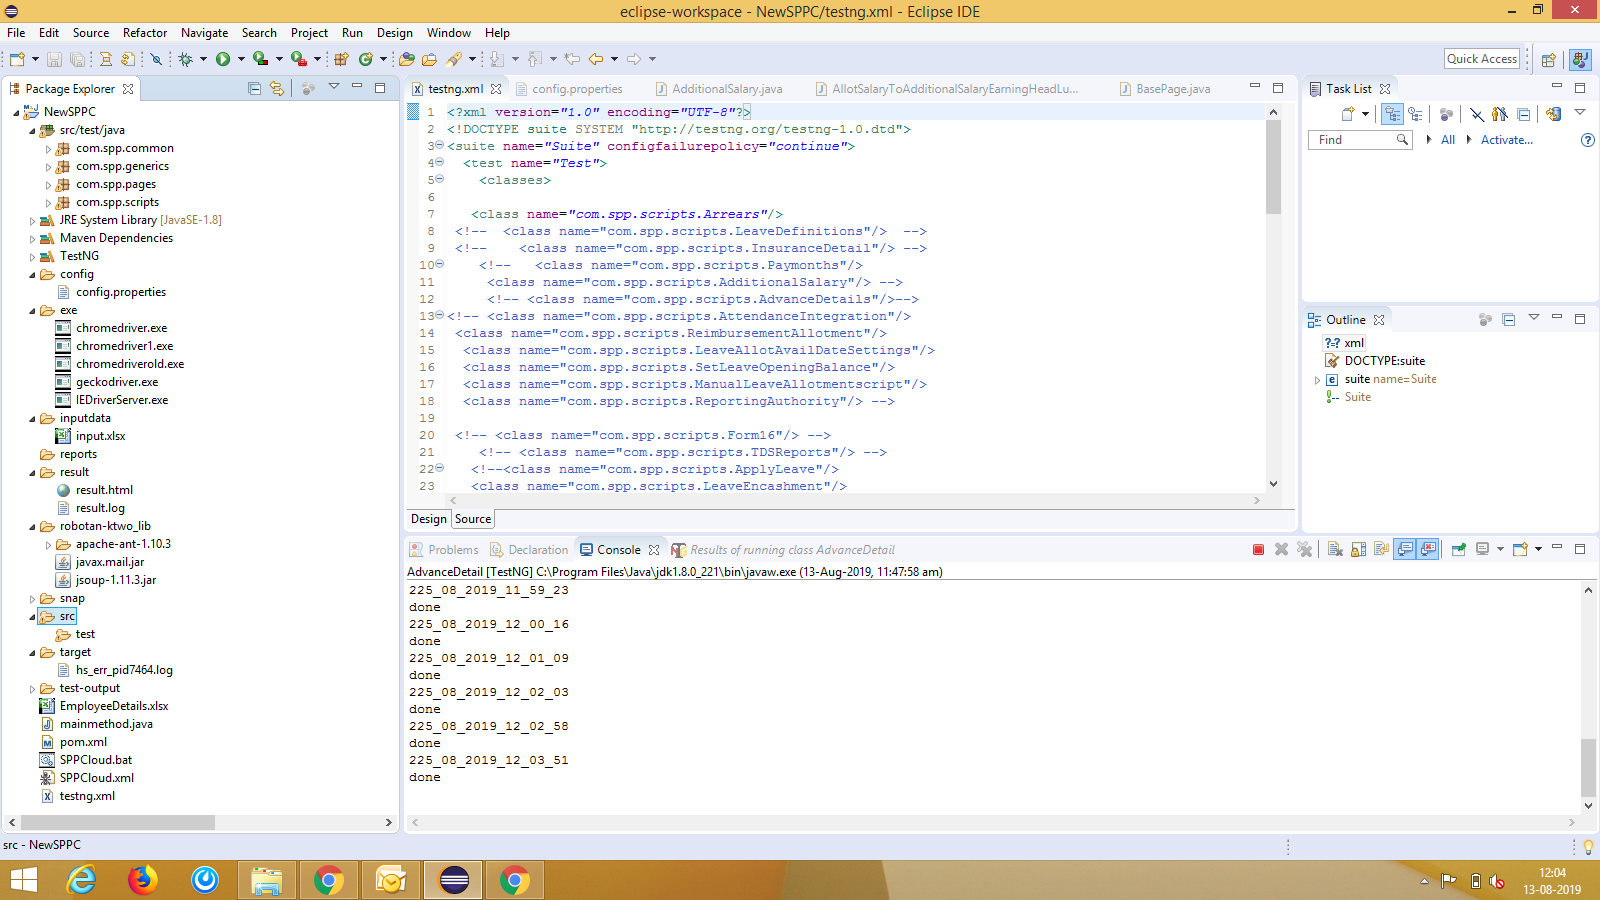 eclipse-workspace - NewSPPC/testng.xml - Eclipse IDE
File Edit Source Refactor Navigate Search Project Run Design Window Help
Quick Access
Package Explorer
NewSPPC
src/test/java
com.spp.common
com.spp.generics
com.spp.pages
com.spp.scripts
JRE System Library [JavaSE-1.8]
Maven Dependencies
TestNG
config
config.properties
exe
chromedriver.exe
chromedriver1.exe
chromedriverold.exe
geckodriver.exe
IEDriverServer.exe
inputdata
input.xlsx
reports
result
result.html
result.log
robotan-ktwo_lib
apache-ant-1.10.3
javax.mail.jar
jsoup-1.11.3.jar
snap
src
test
target
hs_err_pid7464.log
test-output
EmployeeDetails.xlsx
mainmethod.java
pom.xml
SPPCloud.bat
SPPCloud.xml
testng.xml
testng.xml config.properties AdditionalSalary.java AllotSalaryToAdditionalSalaryEarningHeadLu... BasePage.java
1 <?xml version="1.0" encoding="UTF-8"?>
2 <!DOCTYPE suite SYSTEM "http://testng.org/testng-1.0.dtd">
3 <suite name="Suite" configfailurepolicy="continue">
4 <test name="Test">
5 <classes>
6
7 <class name="com.spp.scripts.Arrears"/>
8 <!-- <class name="com.spp.scripts.LeaveDefinitions"/> -->
9 <!-- <class name="com.spp.scripts.InsuranceDetail"/> -->
10 <!-- <class name="com.spp.scripts.Paymonths"/>
11 <class name="com.spp.scripts.AdditionalSalary"/> -->
12 <!-- <class name="com.spp.scripts.AdvanceDetails"/>-->
13 <!-- <class name="com.spp.scripts.AttendanceIntegration"/>
14 <class name="com.spp.scripts.ReimbursementAllotment"/>
15 <class name="com.spp.scripts.LeaveAllotAvailDateSettings"/>
16 <class name="com.spp.scripts.SetLeaveOpeningBalance"/>
17 <class name="com.spp.scripts.ManualLeaveAllotmentscript"/>
18 <class name="com.spp.scripts.ReportingAuthority"/> -->
19
20 <!-- <class name="com.spp.scripts.Form16"/> -->
21 <!-- <class name="com.spp.scripts.TDSReports"/> -->
22 <!--<class name="com.spp.scripts.ApplyLeave"/>
23 <class name="com.spp.scripts.LeaveEncashment"/>
Design Source
Task List
Find All Activate...
Outline
xml
DOCTYPE:suite
suite name=Suite
Suite
Problems Declaration Console Results of running class AdvanceDetail
AdvanceDetail [TestNG] C:\Program Files\Java\jdk1.8.0_221\bin\javaw.exe (13-Aug-2019, 11:47:58 am)
225_08_2019_11_59_23
done
225_08_2019_12_00_16
done
225_08_2019_12_01_09
done
225_08_2019_12_02_03
done
225_08_2019_12_02_58
done
225_08_2019_12_03_51
done
src - NewSPPC
12:04
13-08-2019